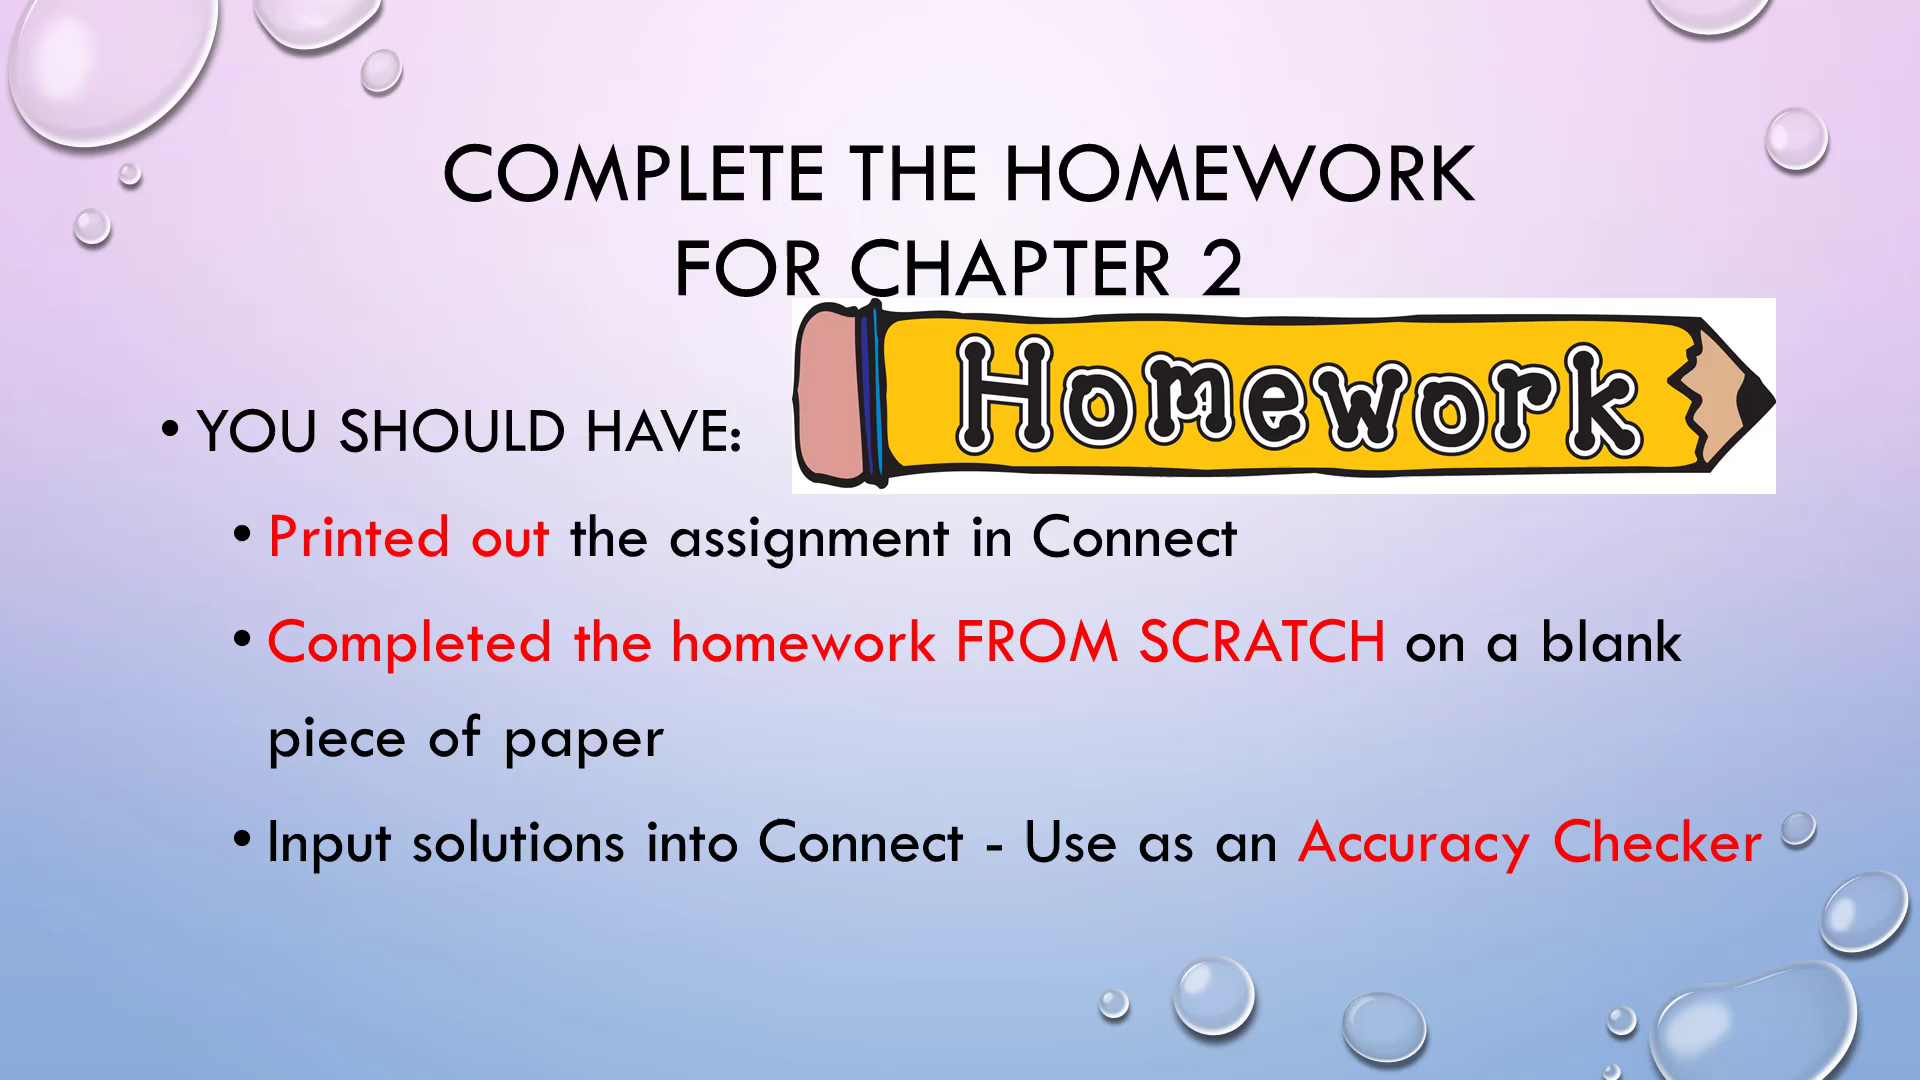 COMPLETE THE HOMEWORK
FOR CHAPTER 2
Homework
• YOU SHOULD HAVE:
• Printed out the assignment in Connect
• Completed the homework FROM SCRATCH on a blank
piece of paper
• Input solutions into Connect - Use as an Accuracy Checker